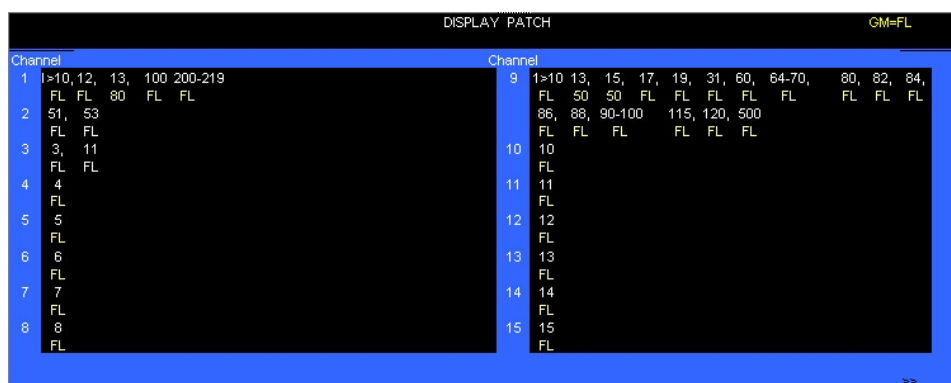 DISPLAY PATCH GM=FL
Channel
1 1>10, 12, 13, 100 200-219
FL FL 80 FL FL
2 51, 53
FL FL
3 3, 11
FL FL
4 4
FL
5 5
FL
6 6
FL
7 7
FL
8 8
FL
Channel
9 1>10 13, 15, 17, 19, 31, 60, 64-70, 80, 82, 84,
FL 50 50 FL FL FL FL FL FL FL FL
86, 88, 90-100 115, 120, 500
FL FL FL FL FL FL
10 10
FL
11 11
FL
12 12
FL
13 13
FL
14 14
FL
15 15
FL
>>